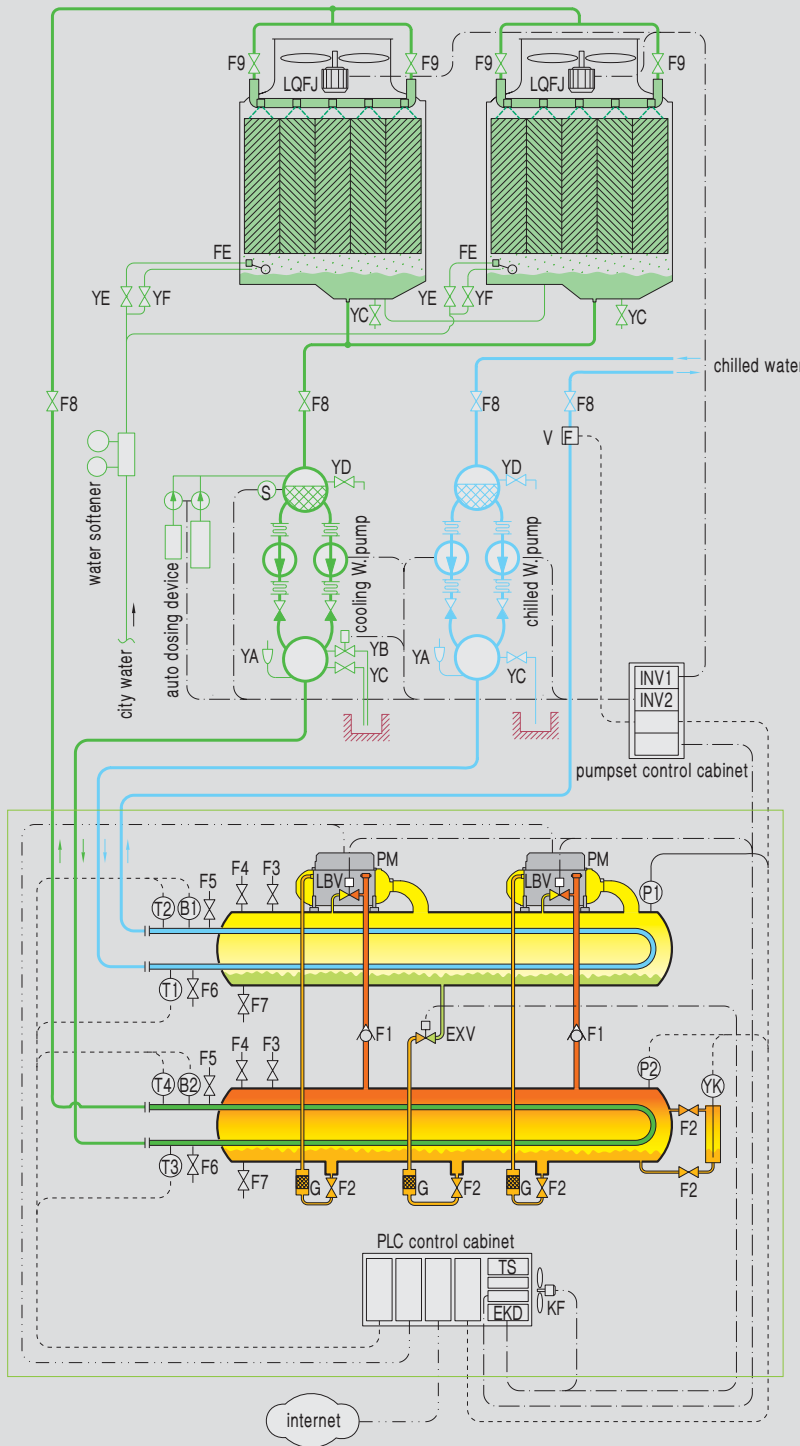 F9
LQFJ
F9
F9
LQFJ
F9
FE
FE
YE
YF
YE
YF
YC
YC
chilled water
F8
F8
F8
F8
V
F
water softener
YD
YD
S
auto dosing device
cooling W. pump
chilled W. pump
city water
YA
YB
YC
YA
YC
INV1
INV2
pumpset control cabinet
F4
F3
F5
PM
LBV
PM
LBV
P1
T2
B1
T1
F6
F7
F1
EXV
F1
F4
F3
F5
P2
YK
T4
B2
F2
T3
F6
F7
G
F2
G
F2
G
F2
F2
PLC control cabinet
TS
EKD
KF
internet